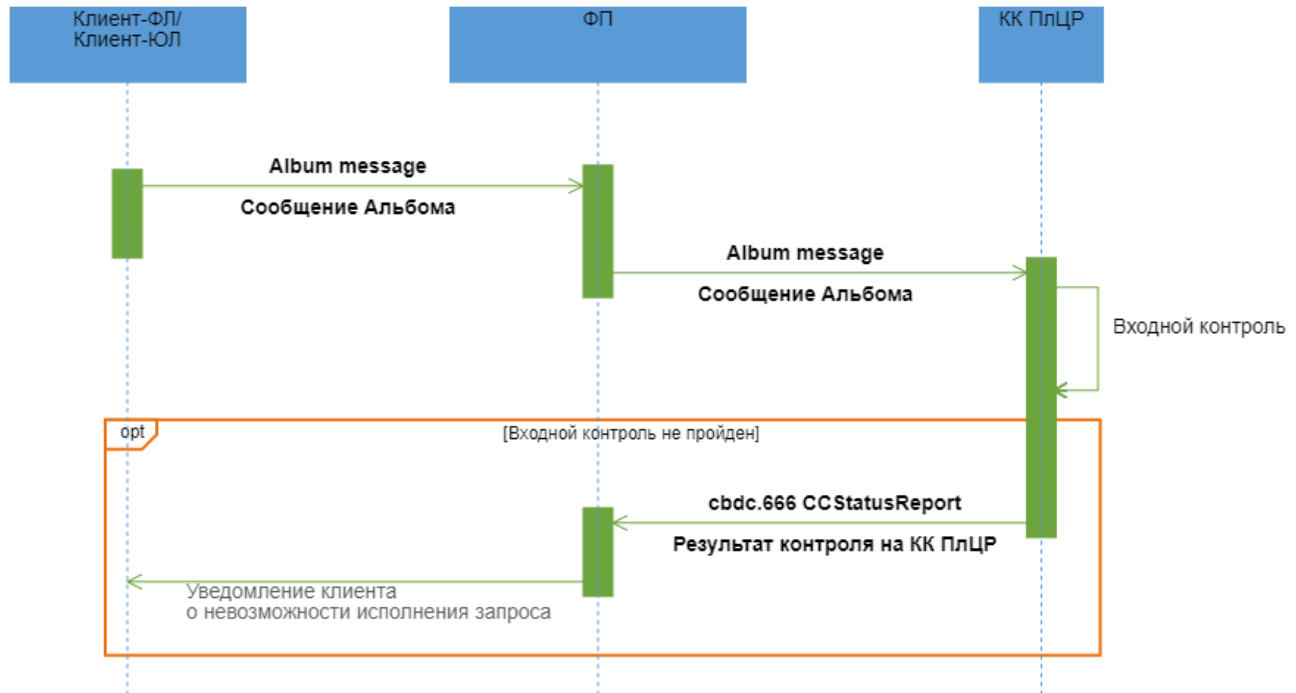 Клиент-ФЛ/
Клиент-ЮЛ
ФП
КК ПлЦР
Album message
Сообщение Альбома
Album message
Сообщение Альбома
Входной контроль
opt
[Входной контроль не пройден]
cbdc.666 CCStatusReport
Результат контроля на КК ПлЦР
Уведомление клиента
о невозможности исполнения запроса